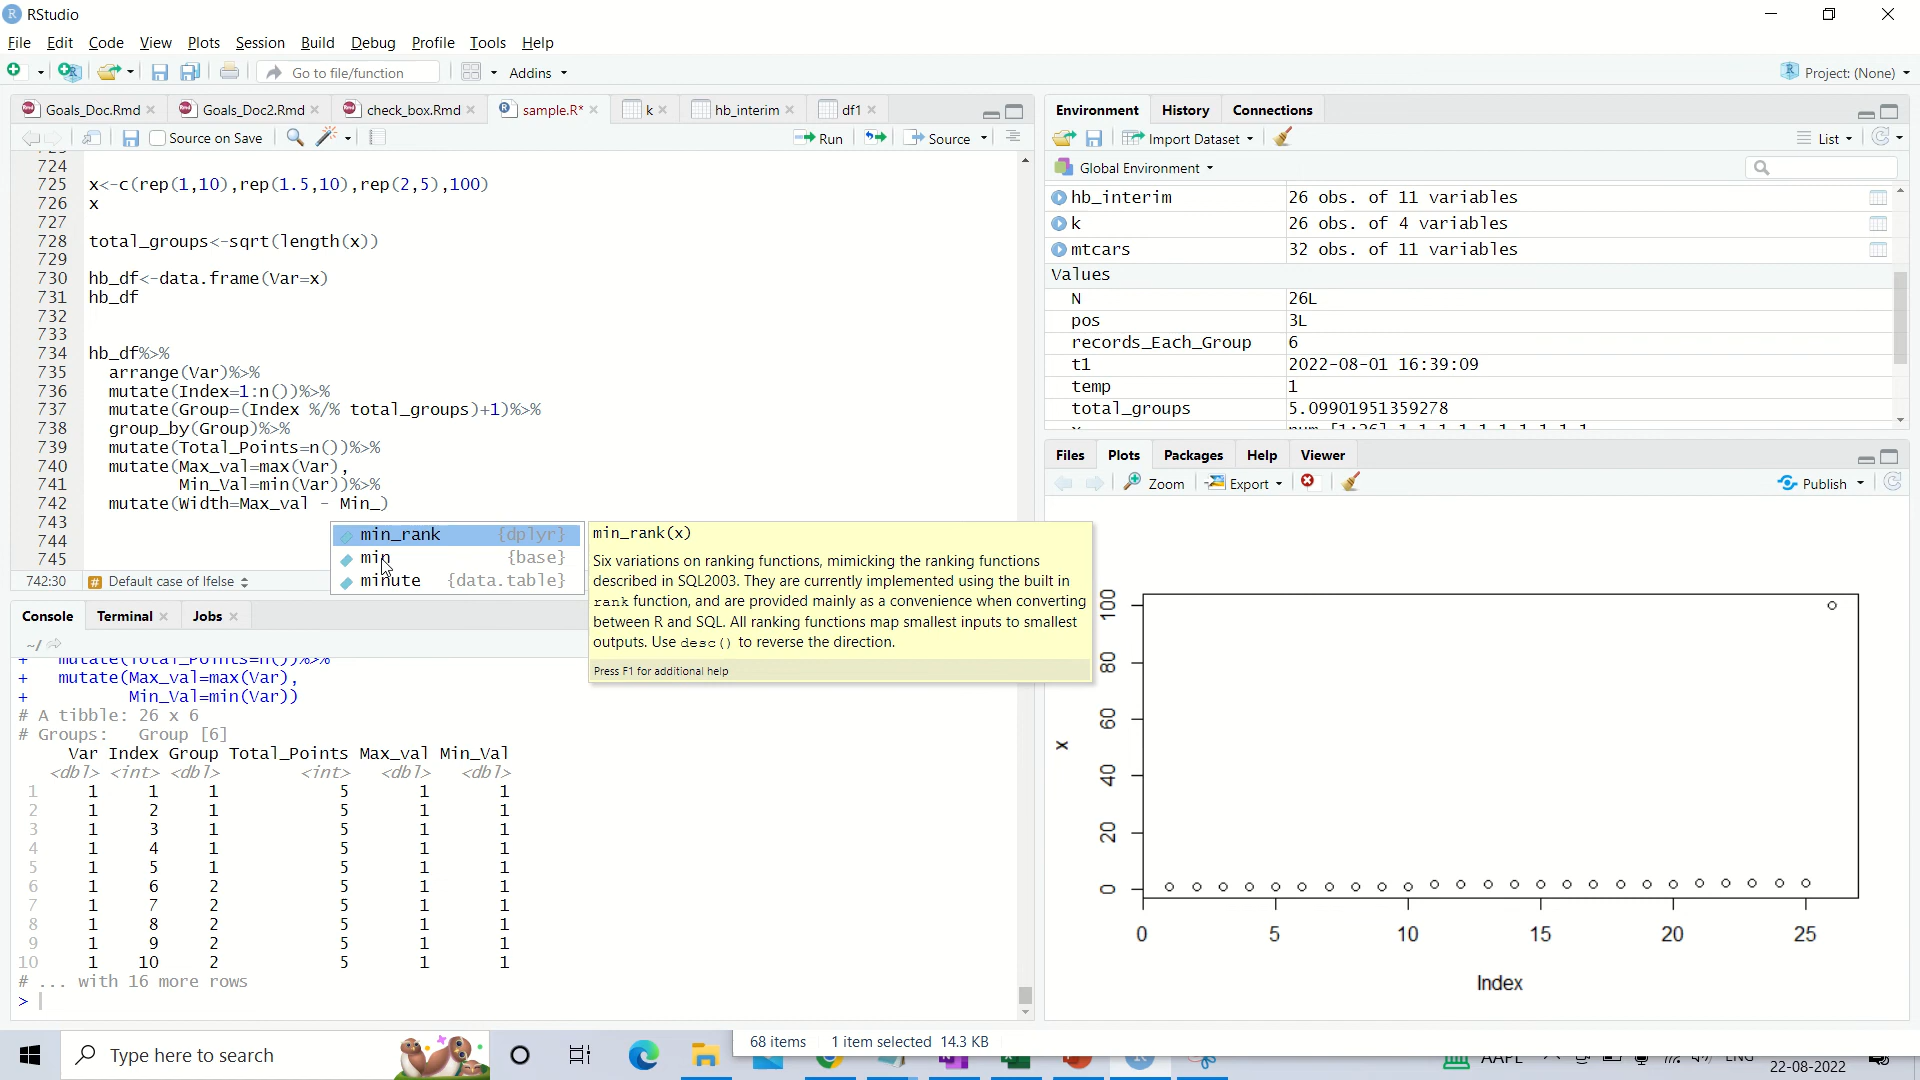 RStudio
File Edit Code View Plots Session Build Debug Profile Tools Help
Go to file/function Addins Project: (None)
Goals_Doc.Rmd Goals_Doc2.Rmd check_box.Rmd sample.R* k hb_interim df1
Source on Save Run Source
724
725 x<-c(rep(1,10),rep(1.5,10),rep(2,5),100)
726 x
727
728 total_groups<-sqrt(length(x))
729
730 hb_df<-data.frame(Var=x)
731 hb_df
732
733
734 hb_df%>%
735 arrange(Var)%>%
736 mutate(Index=1:n())%>%
737 mutate(Group=(Index %/% total_groups)+1)%>%
738 group_by(Group)%>%
739 mutate(Total_Points=n())%>%
740 mutate(Max_val=max(Var),
741 Min_Val=min(Var))%>%
742 mutate(Width=Max_val - Min_)
743
744
745
min_rank {dplyr}
min {base}
minute {data.table}
min_rank(x)
Six variations on ranking functions, mimicking the ranking functions
described in SQL2003. They are currently implemented using the built in
rank function, and are provided mainly as a convenience when converting
between R and SQL. All ranking functions map smallest inputs to smallest
outputs. Use desc() to reverse the direction.
Press F1 for additional help
742:30 # Default case of Ifelse
Console Terminal Jobs
~/
+ mutate(Total_Points=n())%>%
+ mutate(Max_val=max(Var),
+ Min_Val=min(Var))
# A tibble: 26 x 6
# Groups: Group [6]
Var Index Group Total_Points Max_val Min_Val
<dbl> <int> <dbl> <int> <dbl> <dbl>
1 1 1 1 5 1 1
2 1 2 1 5 1 1
3 1 3 1 5 1 1
4 1 4 1 5 1 1
5 1 5 1 5 1 1
6 1 6 2 5 1 1
7 1 7 2 5 1 1
8 1 8 2 5 1 1
9 1 9 2 5 1 1
10 1 10 2 5 1 1
# ... with 16 more rows
>
Environment History Connections
Import Dataset List
Global Environment
hb_interim 26 obs. of 11 variables
k 26 obs. of 4 variables
mtcars 32 obs. of 11 variables
Values
N 26L
pos 3L
records_Each_Group 6
t1 2022-08-01 16:39:09
temp 1
total_groups 5.09901951359278
Files Plots Packages Help Viewer
Zoom Export Publish
x
100
80
60
40
20
0
0 5 10 15 20 25
Index
68 items 1 item selected 14.3 KB
Type here to search
AAPL ENG
22-08-2022